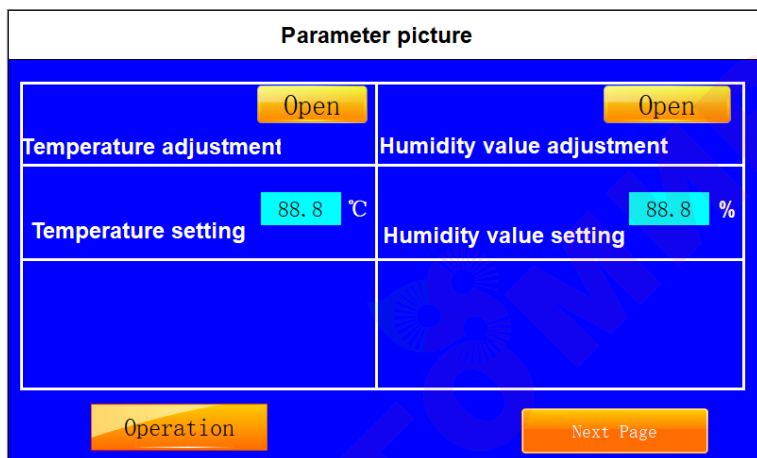 Parameter picture
Open
Open
Temperature adjustment
Humidity value adjustment
88.8 ℃
88.8 %
Temperature setting
Humidity value setting
Operation
Next Page